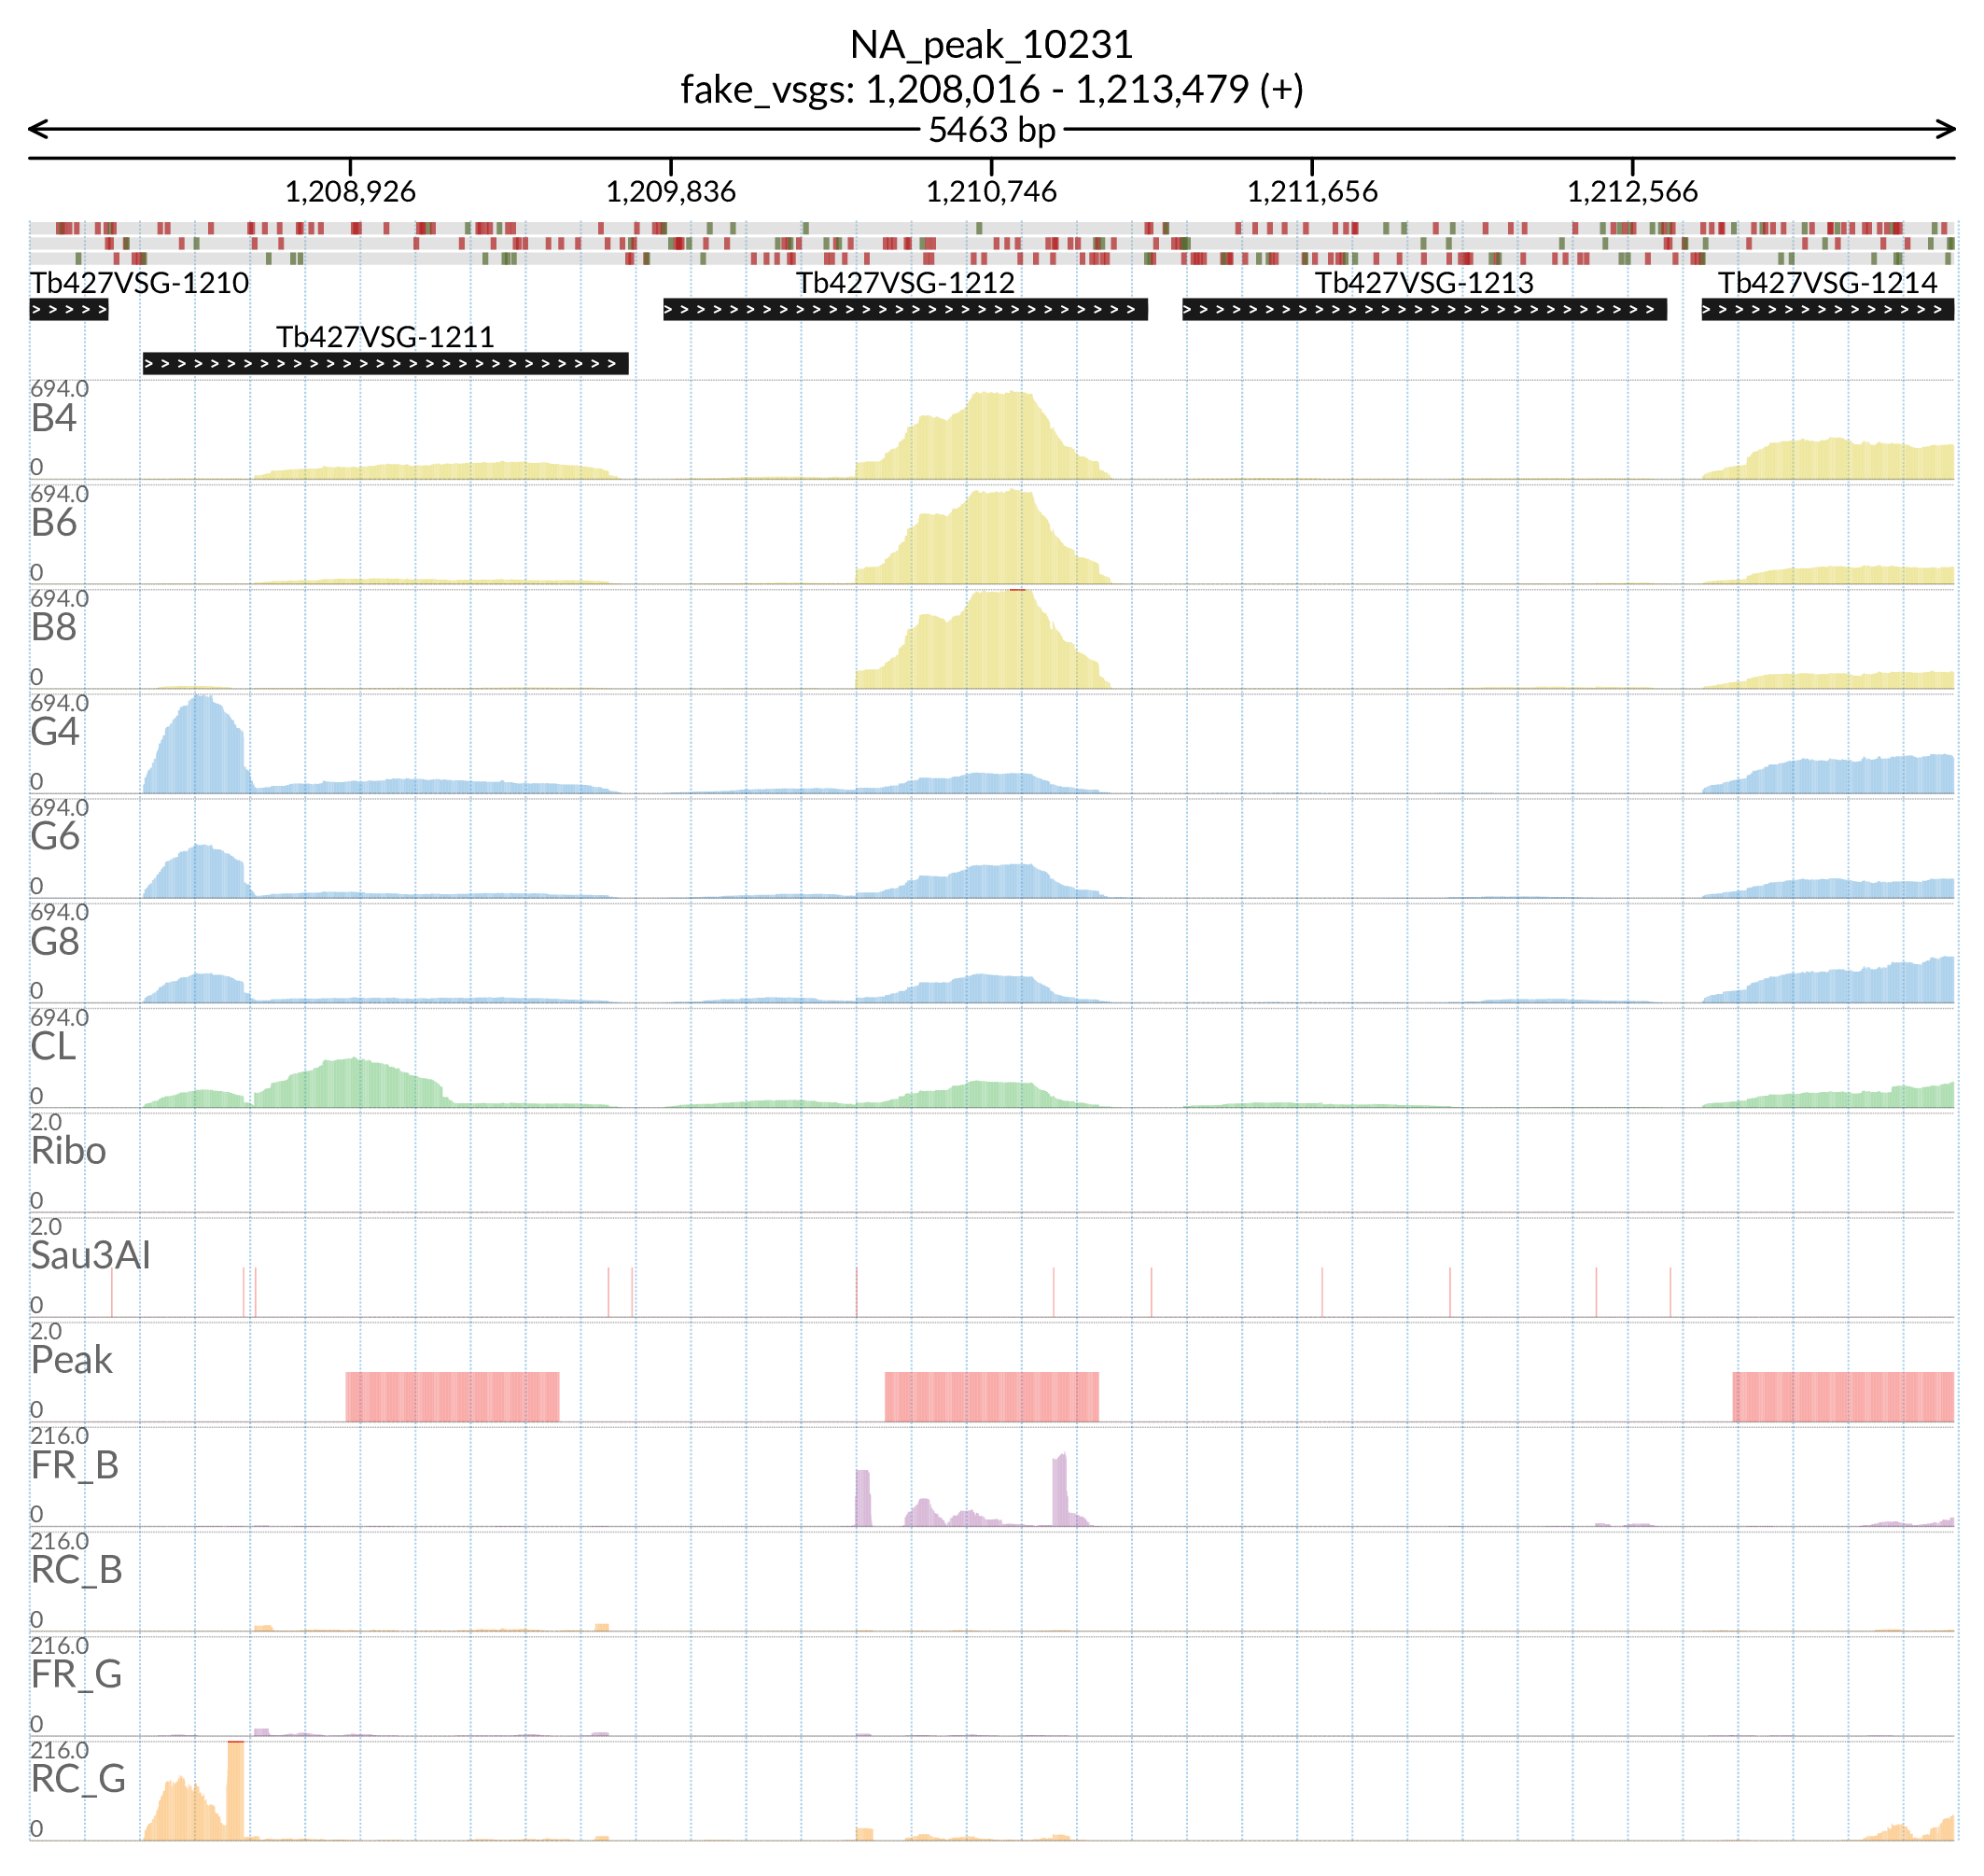 NA_peak_10231
fake_vsgs: 1,208,016 - 1,213,479 (+)
5463 bp
1,208,926 1,209,836 1,210,746 1,211,656 1,212,566
Tb427VSG-1210 Tb427VSG-1212 Tb427VSG-1213 Tb427VSG-1214
Tb427VSG-1211
694.0
B4
0
694.0
B6
0
694.0
B8
0
694.0
G4
0
694.0
G6
0
694.0
G8
0
694.0
CL
0
2.0
Ribo
0
2.0
Sau3AI
0
2.0
Peak
0
216.0
FR_B
0
216.0
RC_B
0
216.0
FR_G
0
216.0
RC_G
0